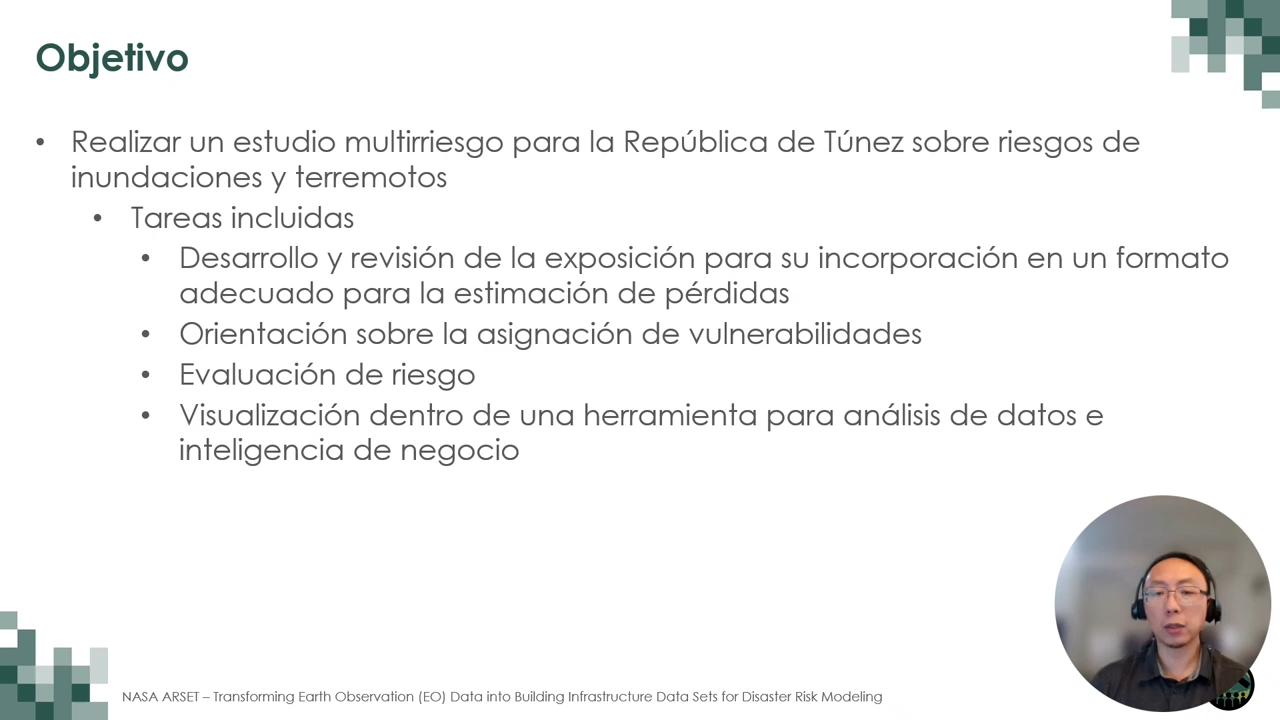 Objetivo
• Realizar un estudio multirriesgo para la República de Túnez sobre riesgos de
inundaciones y terremotos
• Tareas incluidas
• Desarrollo y revisión de la exposición para su incorporación en un formato
adecuado para la estimación de pérdidas
• Orientación sobre la asignación de vulnerabilidades
• Evaluación de riesgo
• Visualización dentro de una herramienta para análisis de datos e
inteligencia de negocio
NASA ARSET – Transforming Earth Observation (EO) Data into Building Infrastructure Data Sets for Disaster Risk Modeling